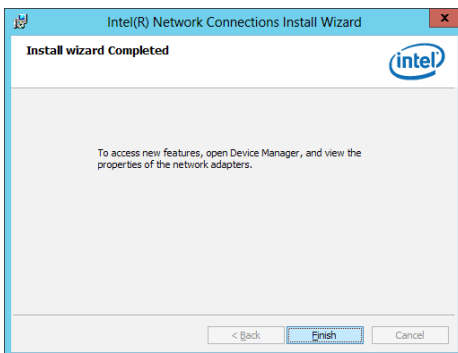 Intel(R) Network Connections Install Wizard
x
Install wizard Completed
intel
To access new features, open Device Manager, and view the
properties of the network adapters.
< Back
Finish
Cancel